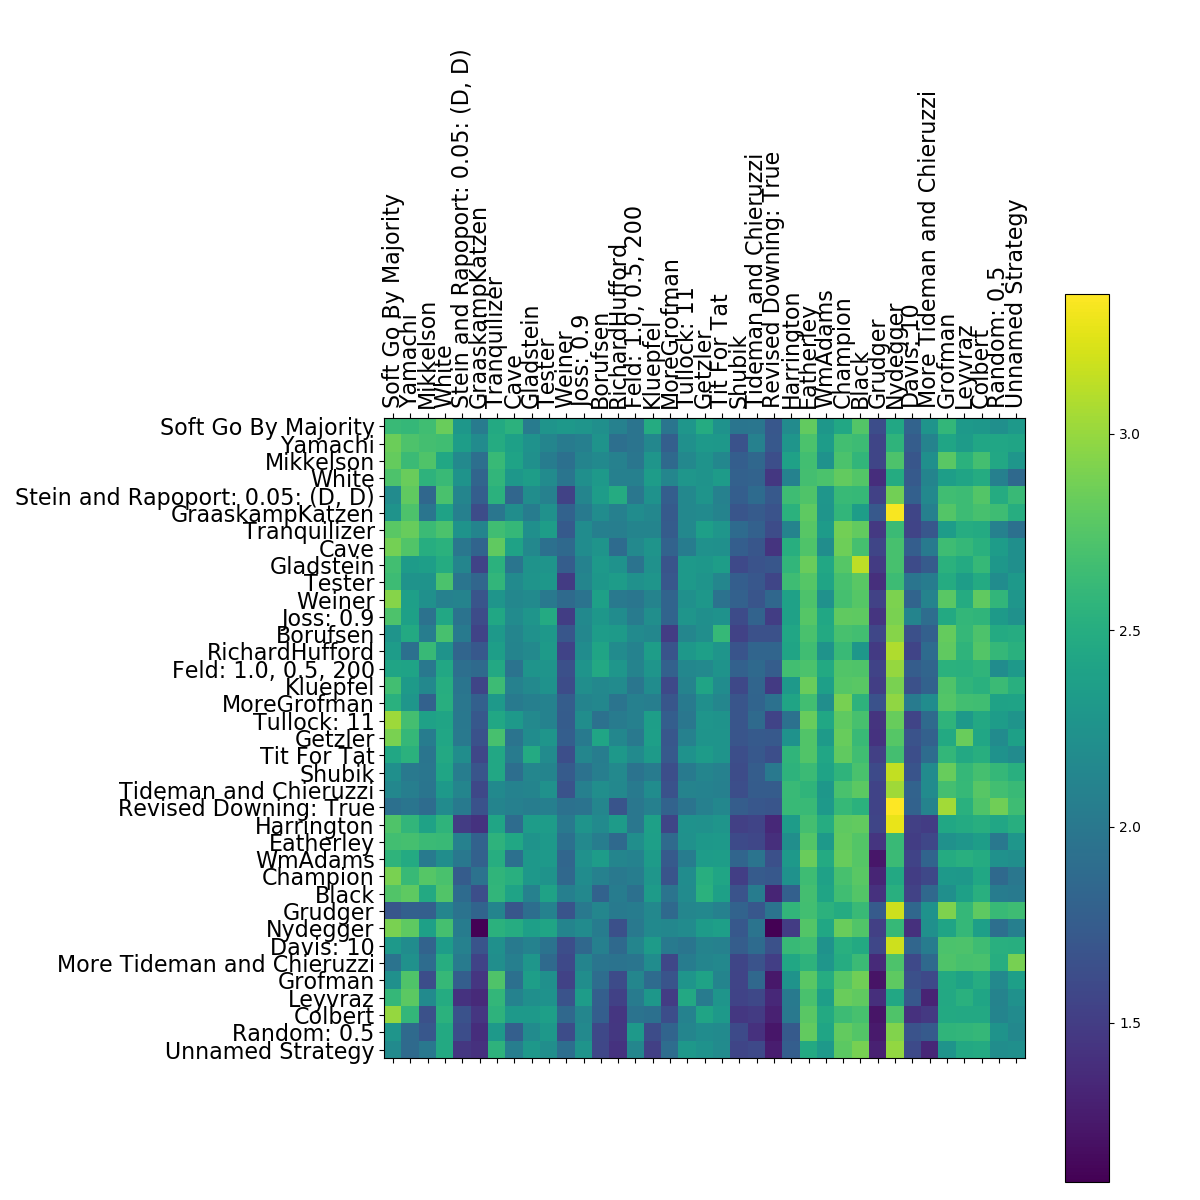 Soft Go By Majority
Yamachi
Mikkelson
White
Stein and Rapoport: 0.05: (D, D)
GraaskampKatzen
Tranquilizer
Cave
Gladstein
Tester
Weiner
Joss: 0.9
Borufsen
RichardHufford
Feld: 1.0, 0.5, 200
Kluepfel
MoreGrofman
Tullock: 11
Getzler
Tit For Tat
Shubik
Tideman and Chieruzzi
Revised Downing: True
Harrington
Eatherley
WmAdams
Champion
Black
Grudger
Nydegger
Davis: 10
More Tideman and Chieruzzi
Grofman
Leyvraz
Colbert
Random: 0.5
Unnamed Strategy
Soft Go By Majority
Yamachi
Mikkelson
White
Stein and Rapoport: 0.05: (D, D)
GraaskampKatzen
Tranquilizer
Cave
Gladstein
Tester
Weiner
Joss: 0.9
Borufsen
RichardHufford
Feld: 1.0, 0.5, 200
Kluepfel
MoreGrofman
Tullock: 11
Getzler
Tit For Tat
Shubik
Tideman and Chieruzzi
Revised Downing: True
Harrington
Eatherley
WmAdams
Champion
Black
Grudger
Nydegger
Davis: 10
More Tideman and Chieruzzi
Grofman
Leyvraz
Colbert
Random: 0.5
Unnamed Strategy
3.0
2.5
2.0
1.5